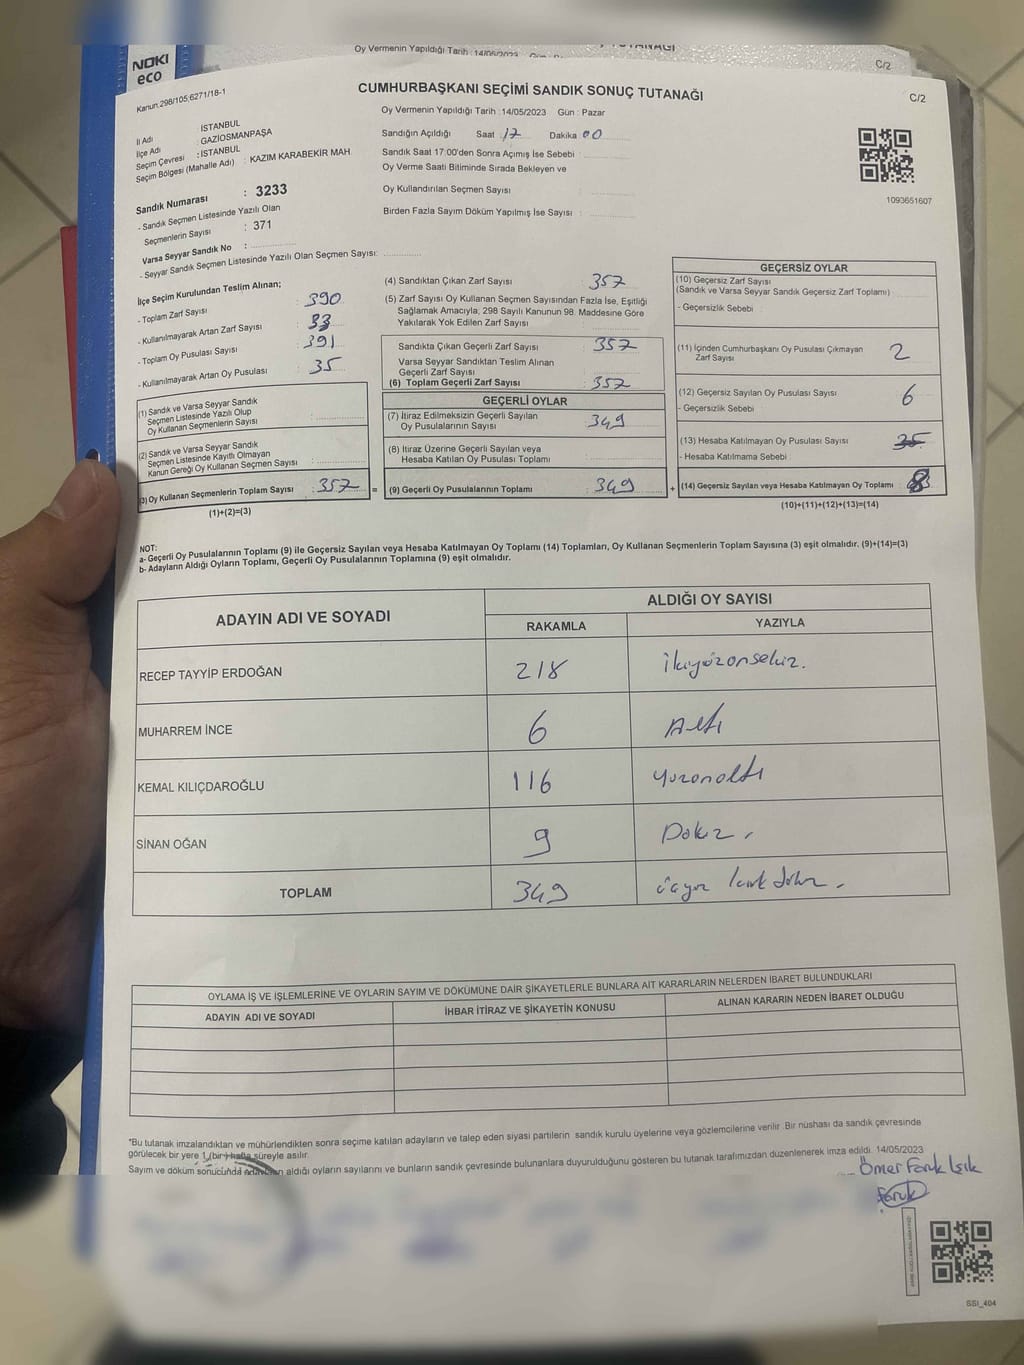 Oy Vermenin Yapıldığı Tarih : 14/05/2023
TUTANAĞI
C/2
NOKI
eco
Kanun.298/105;6271/18-1
CUMHURBAŞKANI SEÇİMİ SANDIK SONUÇ TUTANAĞI
C/2
Oy Vermenin Yapıldığı Tarih : 14/05/2023 Gün : Pazar
İl Adı : İSTANBUL
İlçe Adı : GAZİOSMANPAŞA
Seçim Çevresi : İSTANBUL
Seçim Bölgesi (Mahalle Adı) : KAZIM KARABEKİR MAH
Sandığın Açıldığı Saat : 17 Dakika 00
Sandık Saat 17:00'den Sonra Açımış İse Sebebi :
Oy Verme Saati Bitiminde Sırada Bekleyen ve
Oy Kullandırılan Seçmen Sayısı :
Birden Fazla Sayım Döküm Yapılmış İse Sayısı :
1093651607
Sandık Numarası : 3233
- Sandık Seçmen Listesinde Yazılı Olan
Seçmenlerin Sayısı : 371
Varsa Seyyar Sandık No :
- Seyyar Sandık Seçmen Listesinde Yazılı Olan Seçmen Sayısı:
İlçe Seçim Kurulundan Teslim Alınan;
- Toplam Zarf Sayısı : 390
- Kullanılmayarak Artan Zarf Sayısı : 33
- Toplam Oy Pusulası Sayısı : 391
- Kullanılmayarak Artan Oy Pusulası : 35
(1) Sandık ve Varsa Seyyar Sandık
Seçmen Listesinde Yazılı Olup
Oy Kullanan Seçmenlerin Sayısı :
(2) Sandık ve Varsa Seyyar Sandık
Seçmen Listesinde Kayıtlı Olmayan
Kanun Gereği Oy Kullanan Seçmen Sayısı :
(3) Oy Kullanan Seçmenlerin Toplam Sayısı : 357 =
(1)+(2)=(3)
(4) Sandıktan Çıkan Zarf Sayısı : 357
(5) Zarf Sayısı Oy Kullanan Seçmen Sayısından Fazla İse, Eşitliği
Sağlamak Amacıyla, 298 Sayılı Kanunun 98. Maddesine Göre
Yakılarak Yok Edilen Zarf Sayısı :
Sandıkta Çıkan Geçerli Zarf Sayısı : 357
Varsa Seyyar Sandıktan Teslim Alınan
Geçerli Zarf Sayısı :
(6) Toplam Geçerli Zarf Sayısı : 357
GEÇERLİ OYLAR
(7) İtiraz Edilmeksizin Geçerli Sayılan
Oy Pusulalarının Sayısı : 349
(8) İtiraz Üzerine Geçerli Sayılan veya
Hesaba Katılan Oy Pusulası Toplamı :
(9) Geçerli Oy Pusulalarının Toplamı : 349 +
GEÇERSİZ OYLAR
(10) Geçersiz Zarf Sayısı
(Sandık ve Varsa Seyyar Sandık Geçersiz Zarf Toplamı) :
- Geçersizlik Sebebi :
(11) İçinden Cumhurbaşkanı Oy Pusulası Çıkmayan
Zarf Sayısı : 2
(12) Geçersiz Sayılan Oy Pusulası Sayısı : 6
- Geçersizlik Sebebi :
(13) Hesaba Katılmayan Oy Pusulası Sayısı : 35
- Hesaba Katılmama Sebebi :
(14) Geçersiz Sayılan veya Hesaba Katılmayan Oy Toplamı : 8
(10)+(11)+(12)+(13)=(14)
NOT:
a- Geçerli Oy Pusulalarının Toplamı (9) ile Geçersiz Sayılan veya Hesaba Katılmayan Oy Toplamı (14) Toplamları, Oy Kullanan Seçmenlerin Toplam Sayısına (3) eşit olmalıdır. (9)+(14)=(3)
b- Adayların Aldığı Oyların Toplamı, Geçerli Oy Pusulalarının Toplamına (9) eşit olmalıdır.
ADAYIN ADI VE SOYADI
ALDIĞI OY SAYISI
RAKAMLA YAZIYLA
RECEP TAYYİP ERDOĞAN 218 ikiyüzonsekiz.
MUHARREM İNCE 6 Altı
KEMAL KILIÇDAROĞLU 116 yüzonaltı
SİNAN OĞAN 9 Dokuz.
TOPLAM 349 üçyüz kırk dokuz.
OYLAMA İŞ VE İŞLEMLERİNE VE OYLARIN SAYIM VE DÖKÜMÜNE DAİR ŞİKAYETLERLE BUNLARA AİT KARARLARIN NELERDEN İBARET BULUNDUKLARI
ADAYIN ADI VE SOYADI İHBAR İTİRAZ VE ŞİKAYETİN KONUSU ALINAN KARARIN NEDEN İBARET OLDUĞU
*Bu tutanak imzalandıktan ve mühürlendikten sonra seçime katılan adayların ve talep eden siyasi partilerin sandık kurulu üyelerine veya gözlemcilerine verilir. Bir nüshası da sandık çevresinde
görülecek bir yere 1 (bir) hafta süreyle asılır.
Sayım ve döküm sonucunda adayların aldığı oyların sayılarını ve bunların sandık çevresinde bulunanlara duyurulduğunu gösteren bu tutanak tarafımızdan düzenlenerek imza edildi. 14/05/2023
Ömer Faruk Işık
Faruk
SSI_404